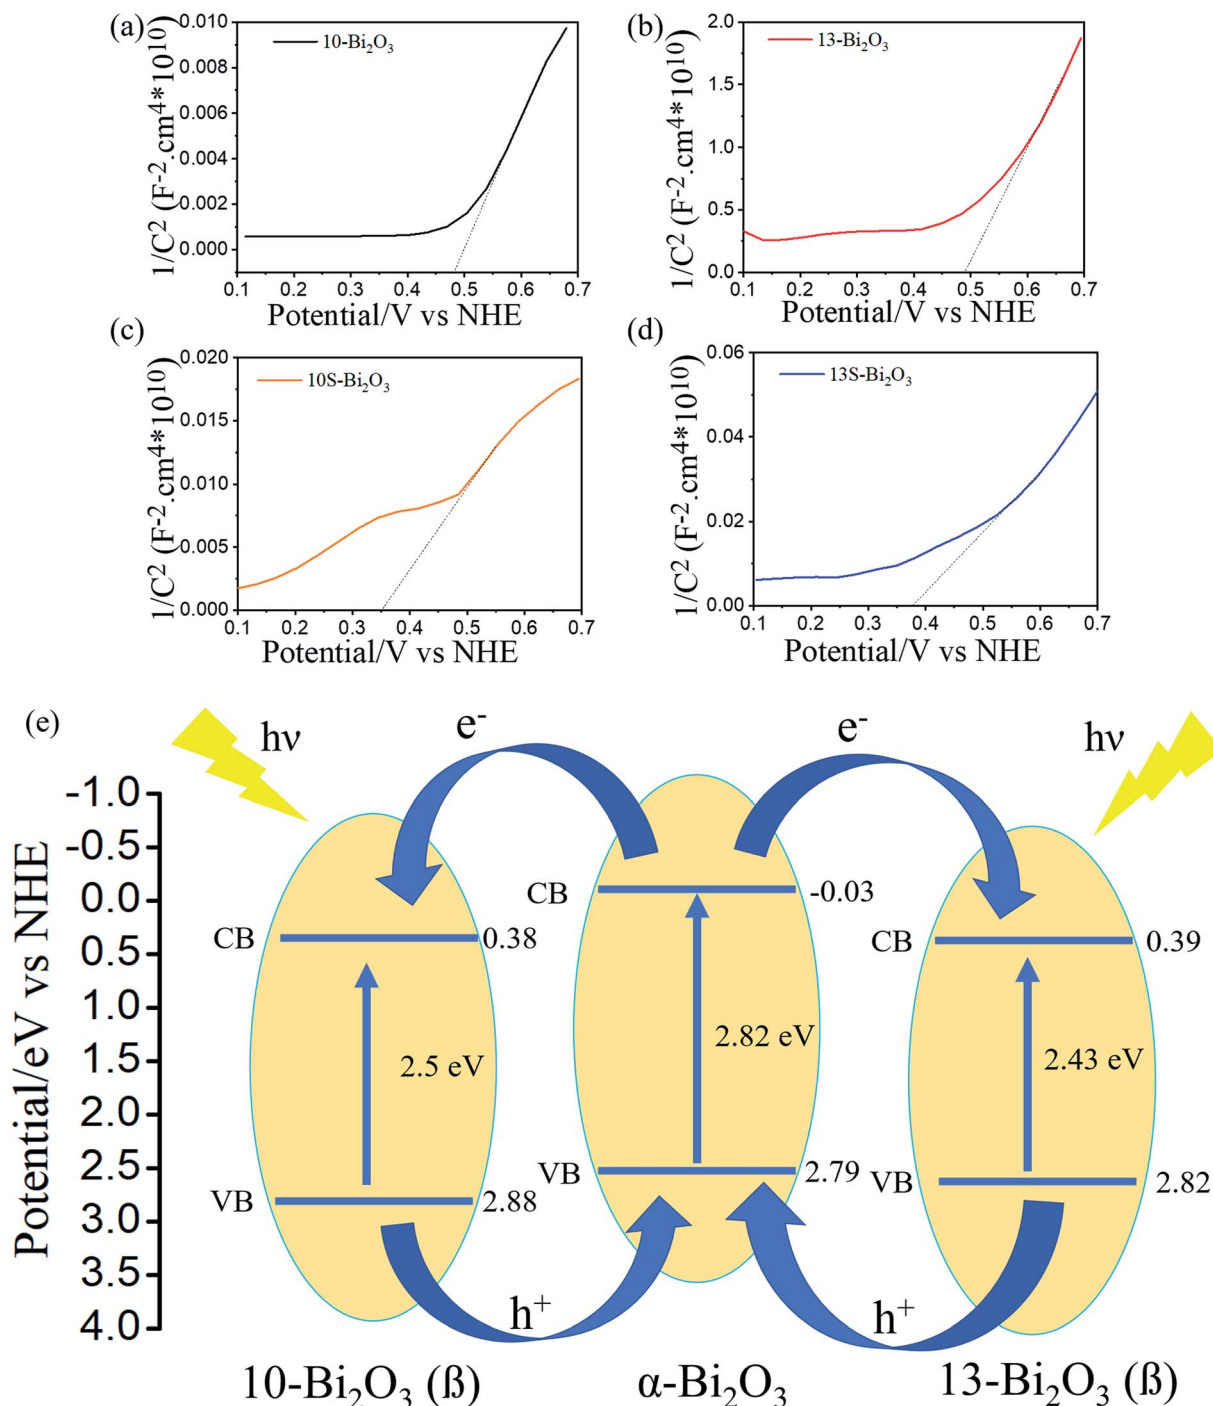 (a)
10-Bi₂O₃
1/C² (F⁻².cm⁴*10¹⁰)
0.010
0.008
0.006
0.004
0.002
0.000
0.1 0.2 0.3 0.4 0.5 0.6 0.7
Potential/V vs NHE
(b)
13-Bi₂O₃
1/C² (F⁻².cm⁴*10¹⁰)
2.0
1.5
1.0
0.5
0.0
0.1 0.2 0.3 0.4 0.5 0.6 0.7
Potential/V vs NHE
(c)
10S-Bi₂O₃
1/C² (F⁻².cm⁴*10¹⁰)
0.020
0.015
0.010
0.005
0.000
0.1 0.2 0.3 0.4 0.5 0.6 0.7
Potential/V vs NHE
(d)
13S-Bi₂O₃
1/C² (F⁻².cm⁴*10¹⁰)
0.06
0.04
0.02
0.00
0.1 0.2 0.3 0.4 0.5 0.6 0.7
Potential/V vs NHE
(e)
hν
e⁻
e⁻
hν
Potential/eV vs NHE
-1.0
-0.5
0.0
0.5
1.0
1.5
2.0
2.5
3.0
3.5
4.0
CB
0.38
2.5 eV
VB
2.88
CB
-0.03
2.82 eV
VB
2.79
CB
0.39
2.43 eV
VB
2.82
h⁺
h⁺
10-Bi₂O₃ (ß)
α-Bi₂O₃
13-Bi₂O₃ (ß)